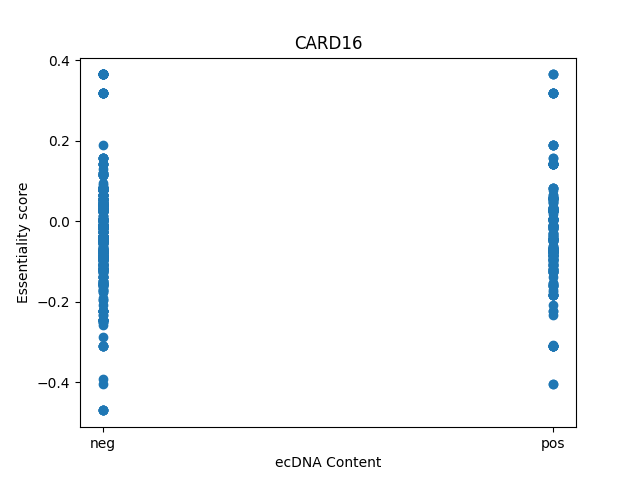 CARD16
0.4
0.2
0.0
−0.2
−0.4
Essentiality score
neg
pos
ecDNA Content